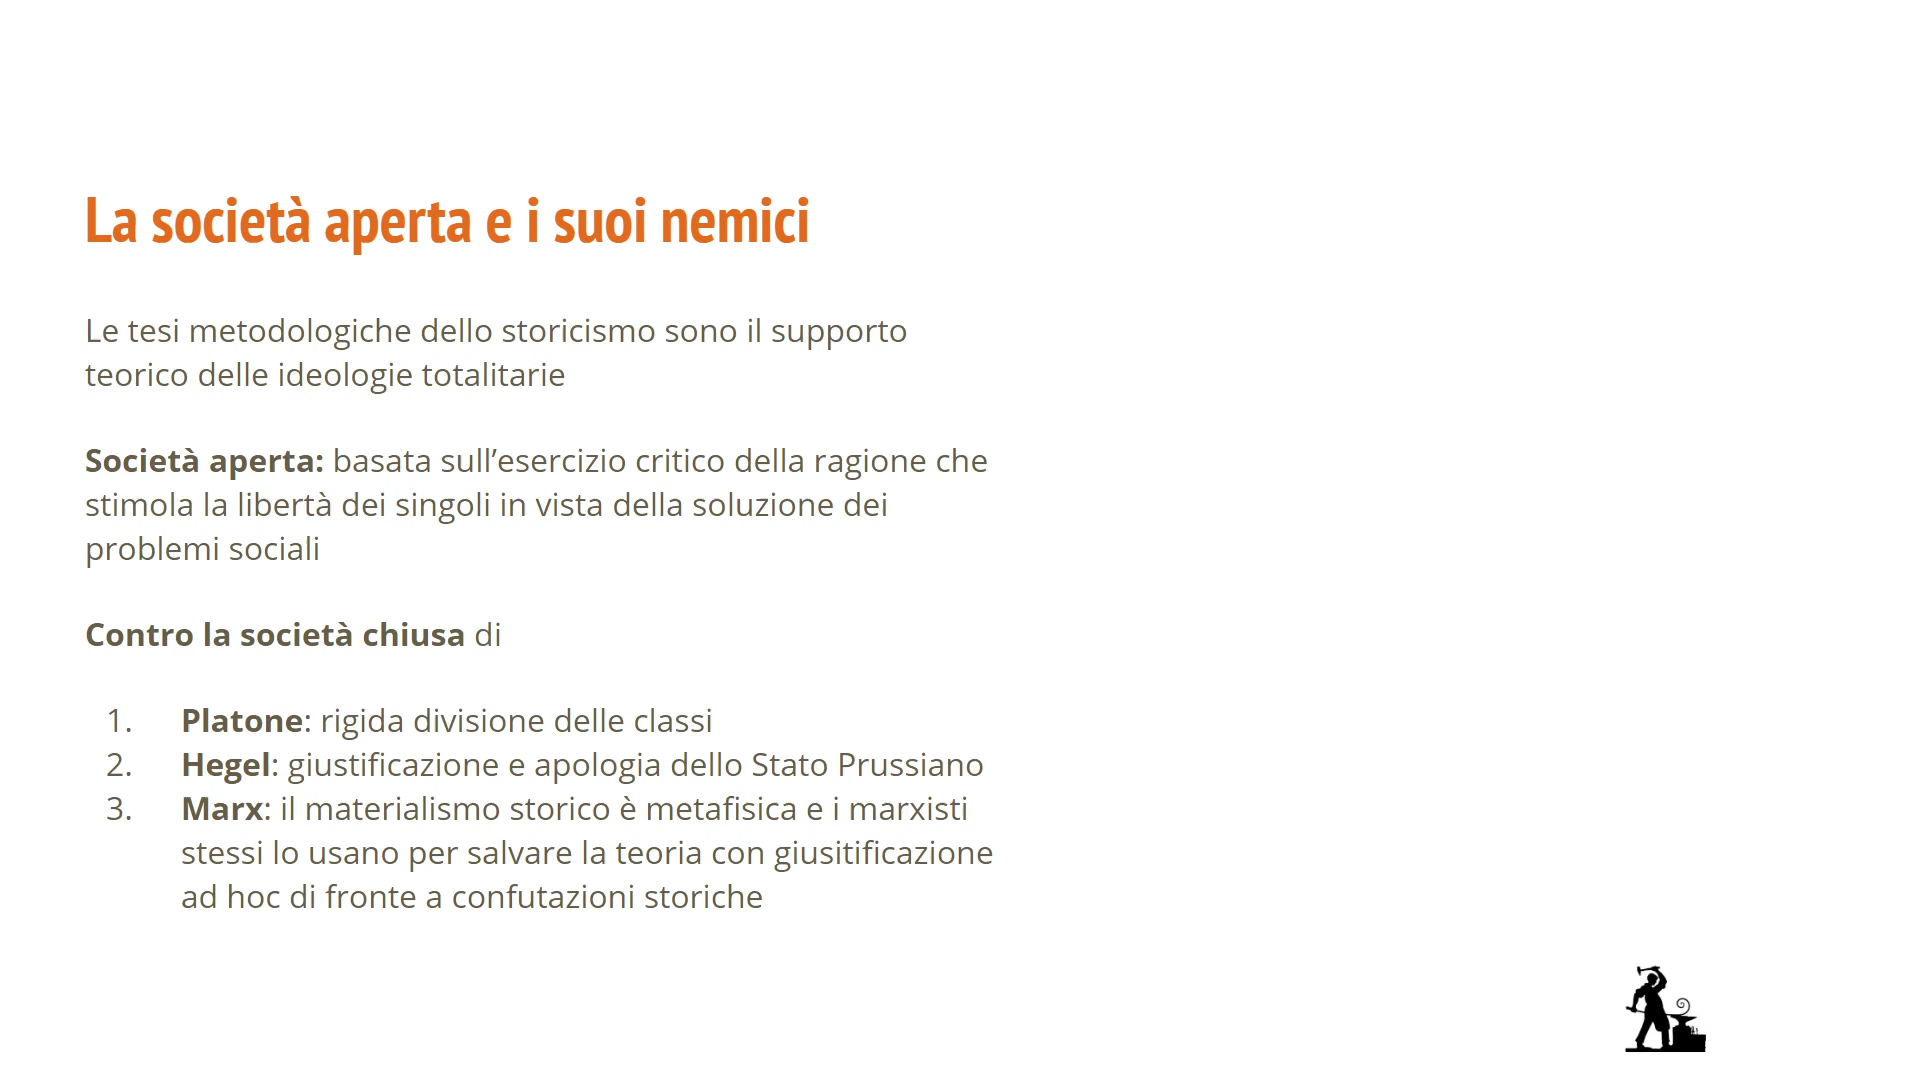 La società aperta e i suoi nemici
Le tesi metodologiche dello storicismo sono il supporto
teorico delle ideologie totalitarie
Società aperta: basata sull’esercizio critico della ragione che
stimola la libertà dei singoli in vista della soluzione dei
problemi sociali
Contro la società chiusa di
1. Platone: rigida divisione delle classi
2. Hegel: giustificazione e apologia dello Stato Prussiano
3. Marx: il materialismo storico è metafisica e i marxisti
stessi lo usano per salvare la teoria con giusitificazione
ad hoc di fronte a confutazioni storiche